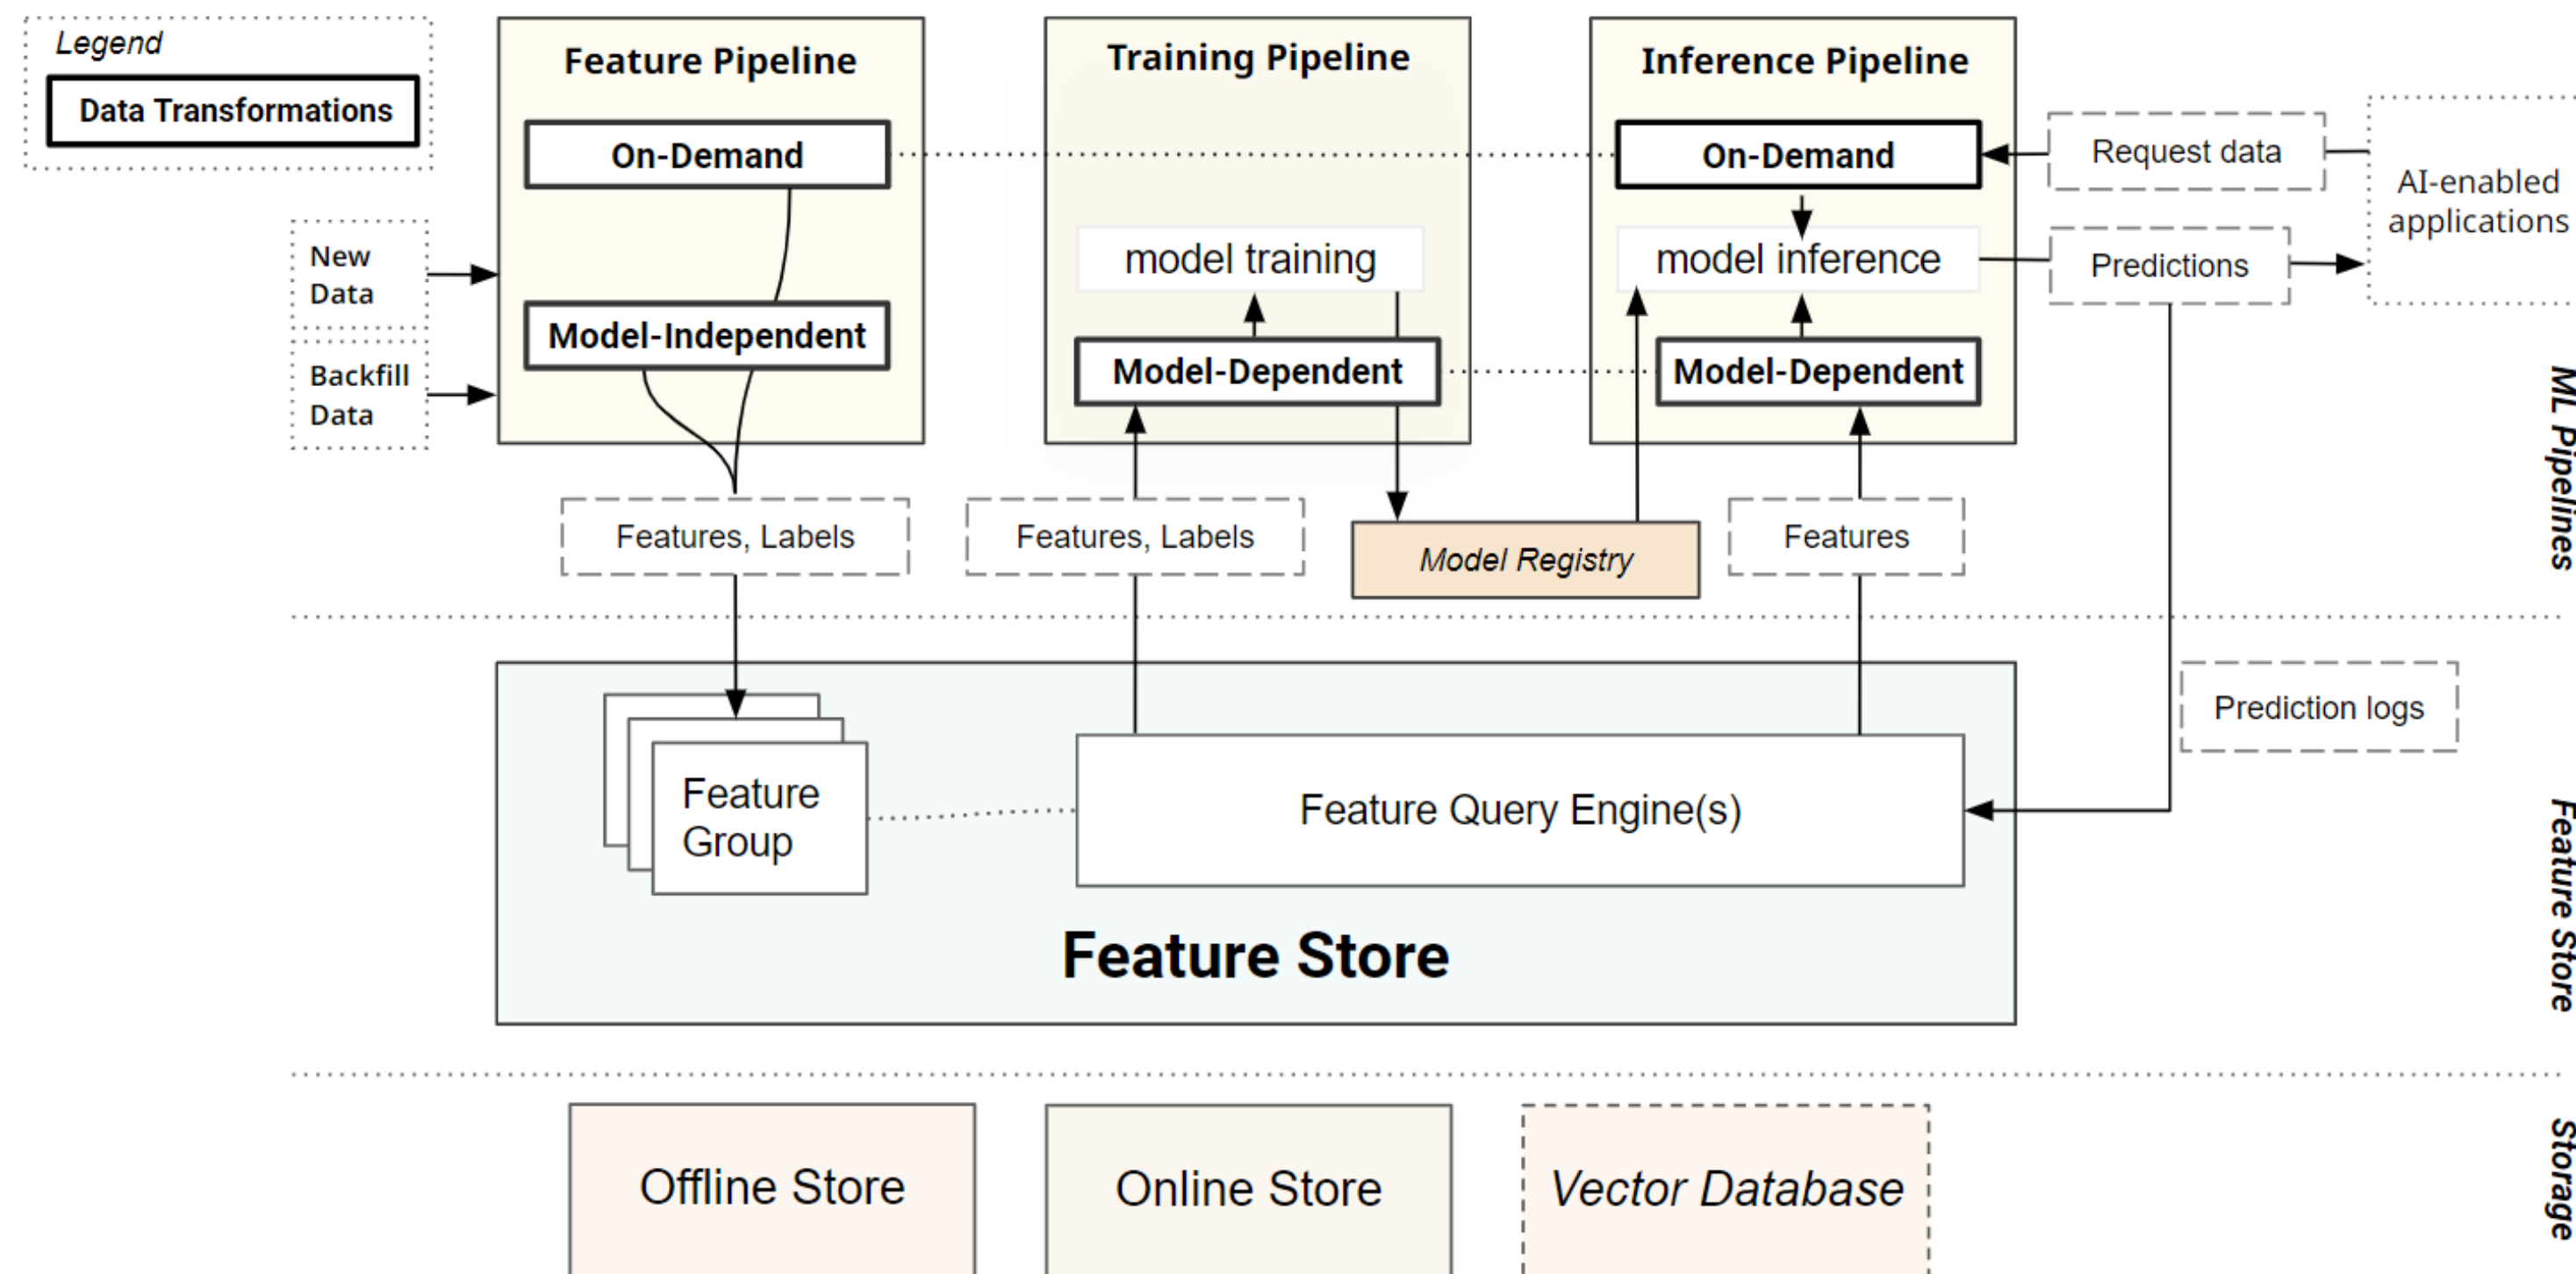 Legend
Data Transformations
Feature Pipeline
On-Demand
Model-Independent
New
Data
Backfill
Data
Training Pipeline
model training
Model-Dependent
Inference Pipeline
On-Demand
model inference
Model-Dependent
Request data
Predictions
AI-enabled
applications
ML Pipelines
Features, Labels
Features, Labels
Model Registry
Features
Prediction logs
Feature
Group
Feature Query Engine(s)
Feature Store
Feature Store
Offline Store
Online Store
Vector Database
Storage